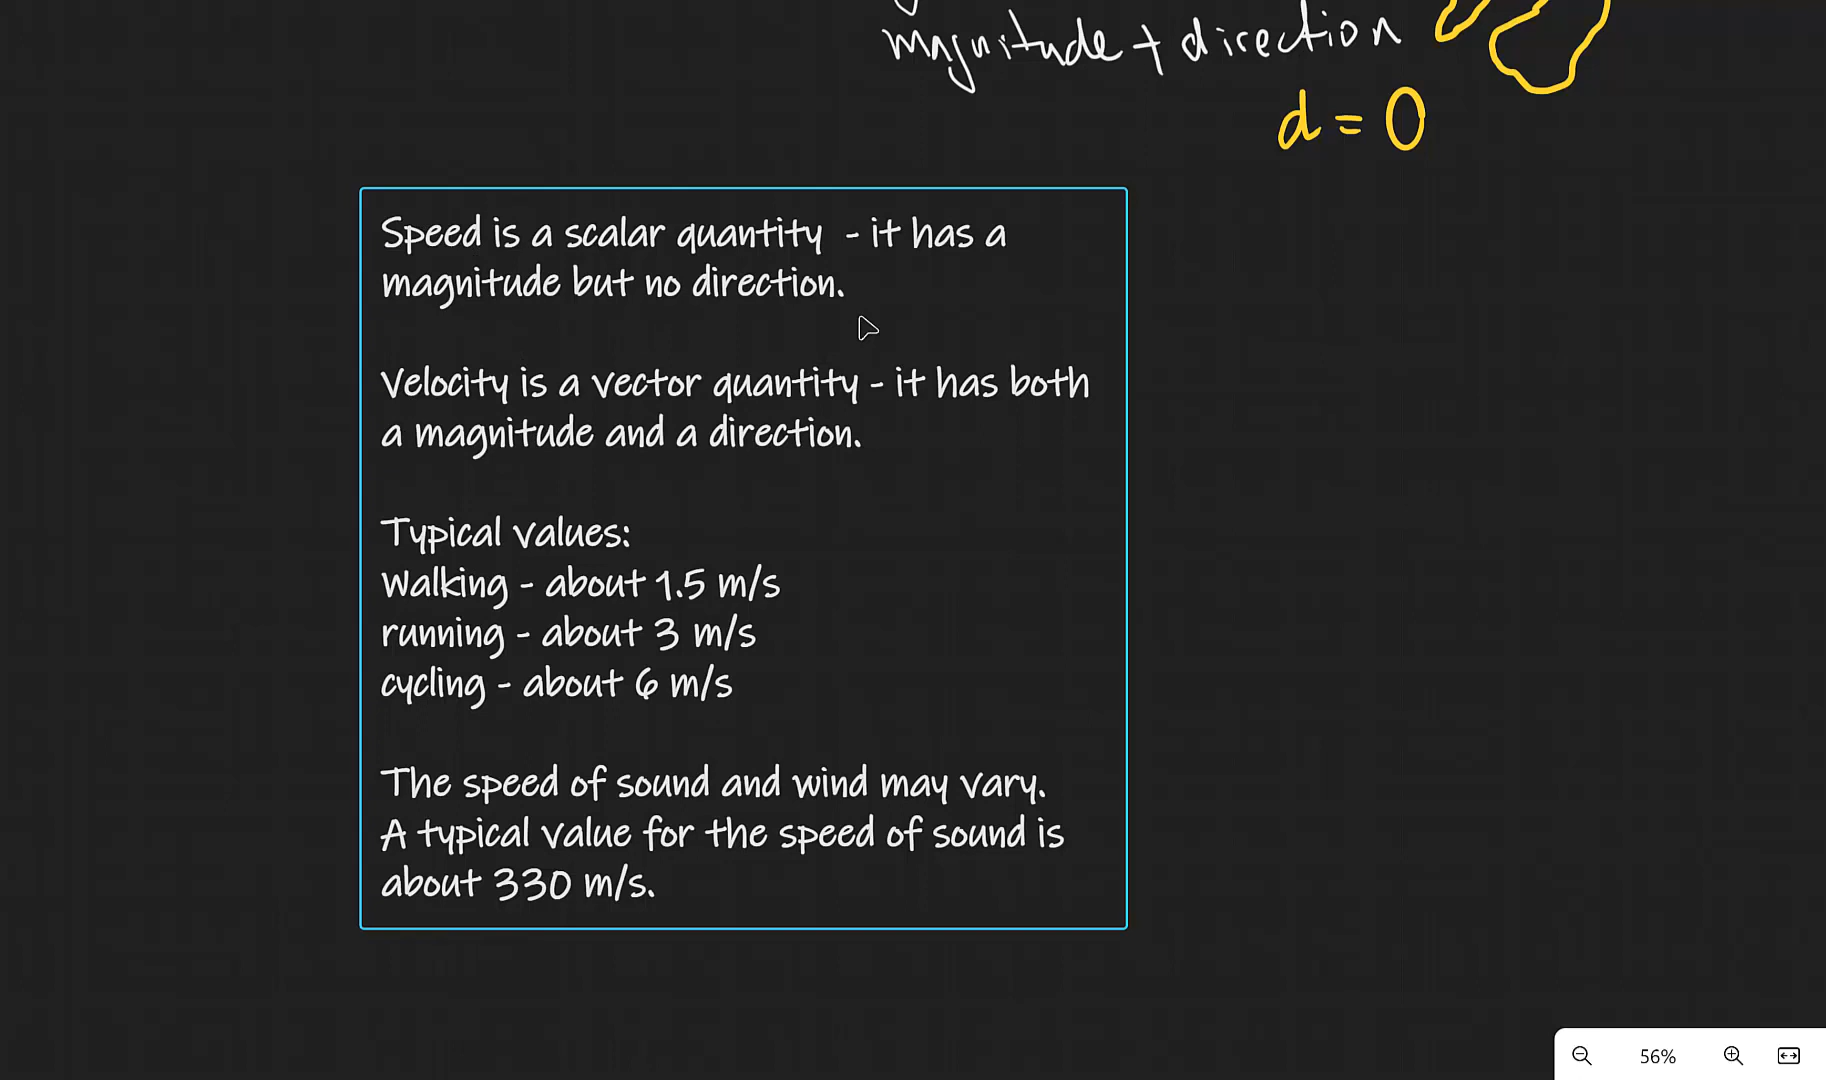 magnitude + direction
d = 0
Speed is a scalar quantity - it has a
magnitude but no direction.
Velocity is a vector quantity - it has both
a magnitude and a direction.
Typical values:
Walking - about 1.5 m/s
running - about 3 m/s
cycling - about 6 m/s
The speed of sound and wind may vary.
A typical value for the speed of sound is
about 330 m/s.
56%